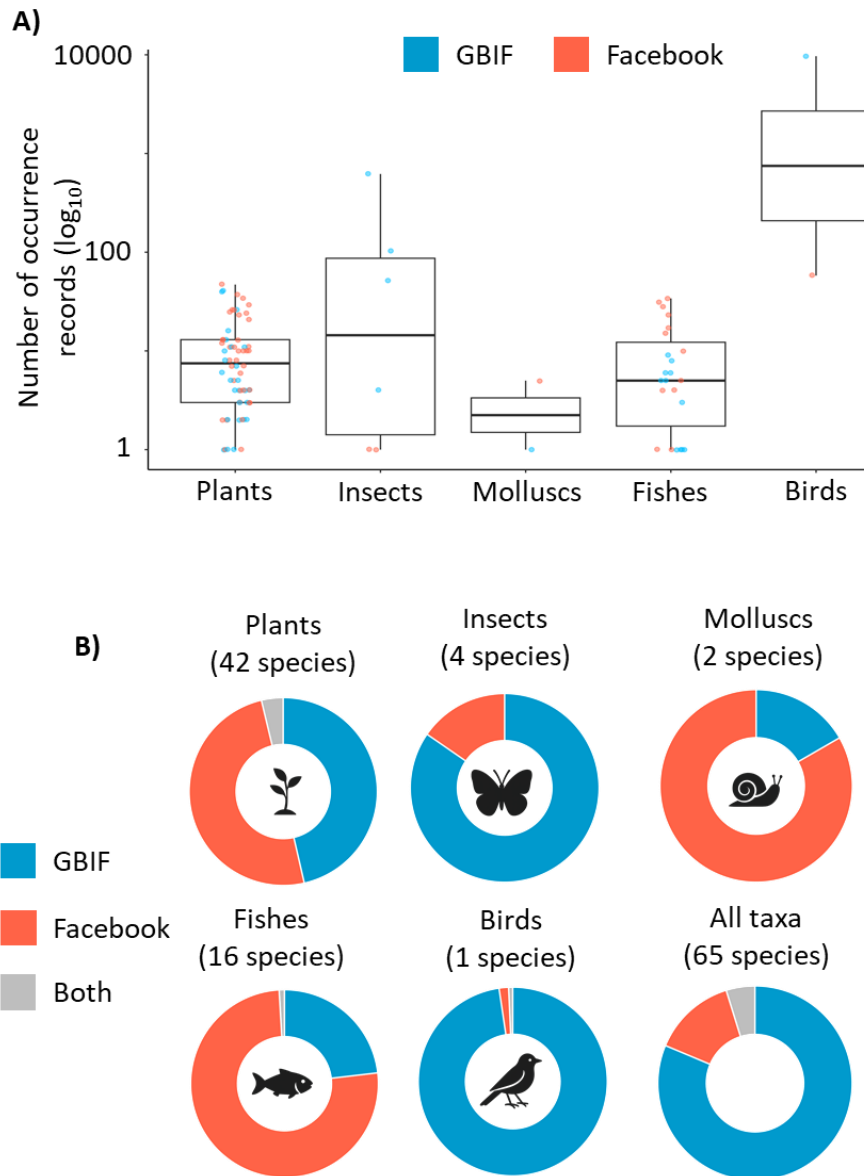 A)
10000
100
1
Number of occurrence
records (log₁₀)
GBIF
Facebook
Plants
Insects
Molluscs
Fishes
Birds
B)
Plants
(42 species)
Insects
(4 species)
Molluscs
(2 species)
GBIF
Facebook
Both
Fishes
(16 species)
Birds
(1 species)
All taxa
(65 species)